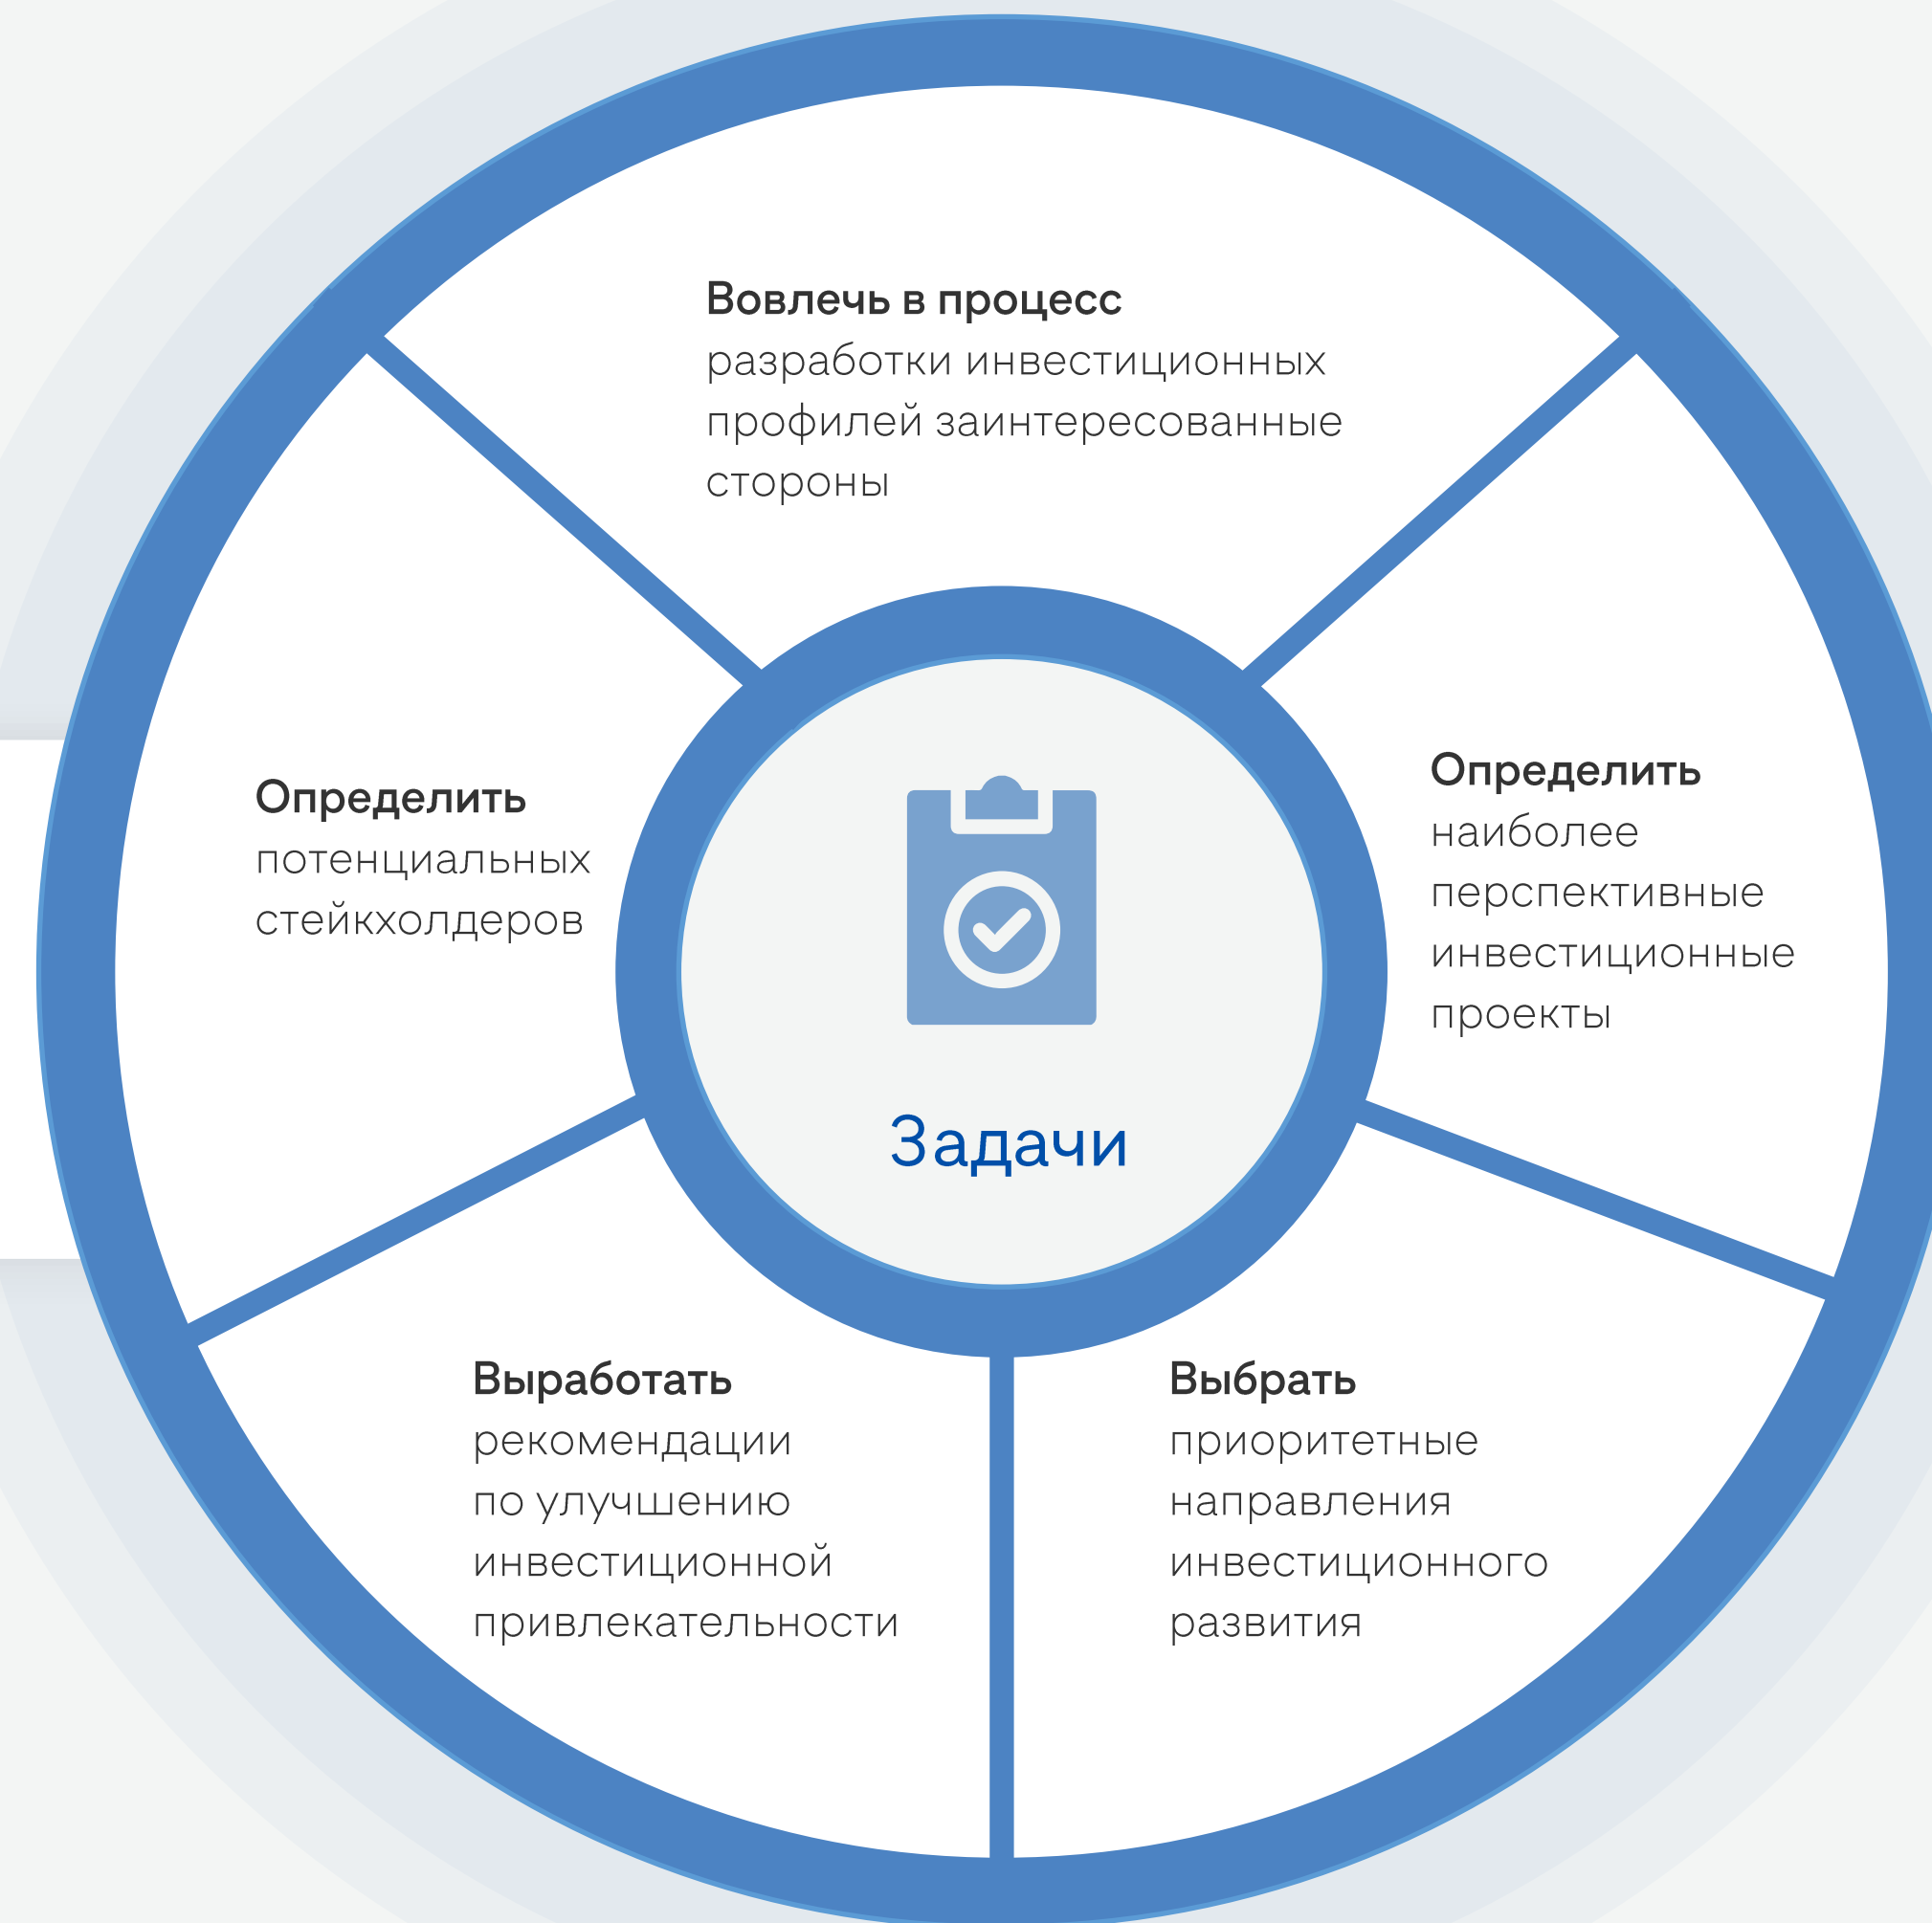 Вовлечь в процесс
разработки инвестиционных
профилей заинтересованные
стороны
Определить
потенциальных
стейкхолдеров
Определить
наиболее
перспективные
инвестиционные
проекты
Задачи
Выработать
рекомендации
по улучшению
инвестиционной
привлекательности
Выбрать
приоритетные
направления
инвестиционного
развития